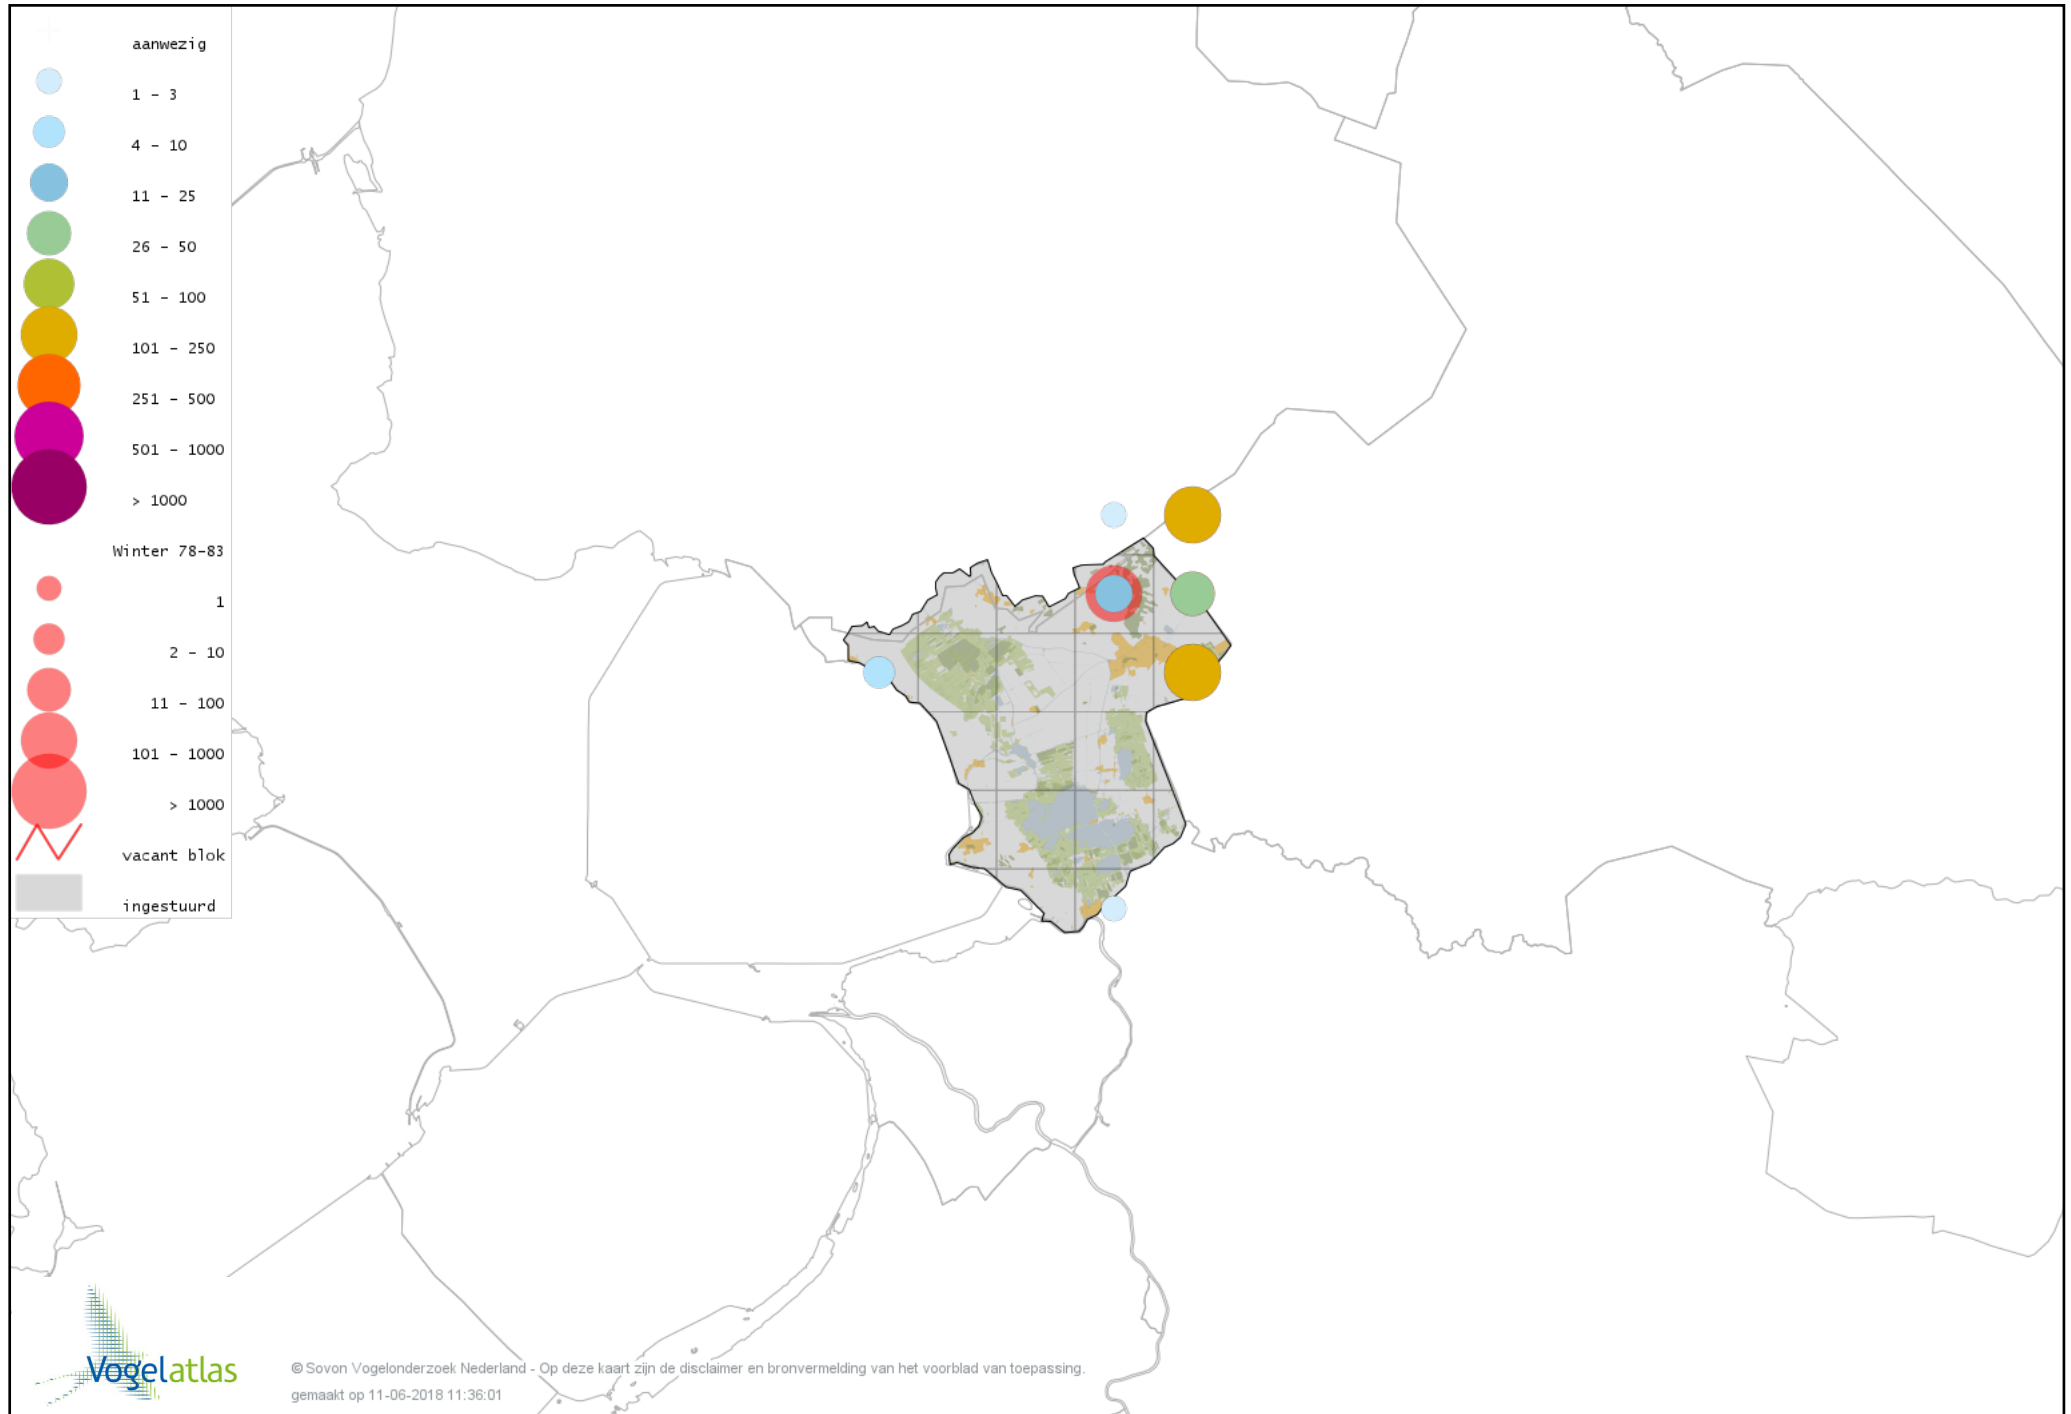 aanwezig
1 - 3
4 - 10
11 - 25
26 - 50
51 - 100
101 - 250
251 - 500
501 - 1000
> 1000
Winter 78-83
1
2 - 10
11 - 100
101 - 1000
> 1000
vacant blok
ingestuurd
Vogelatlas
© Sovon Vogelonderzoek Nederland - Op deze kaart zijn de disclaimer en bronvermelding van het voorblad van toepassing.
gemaakt op 11-06-2018 11:36:01